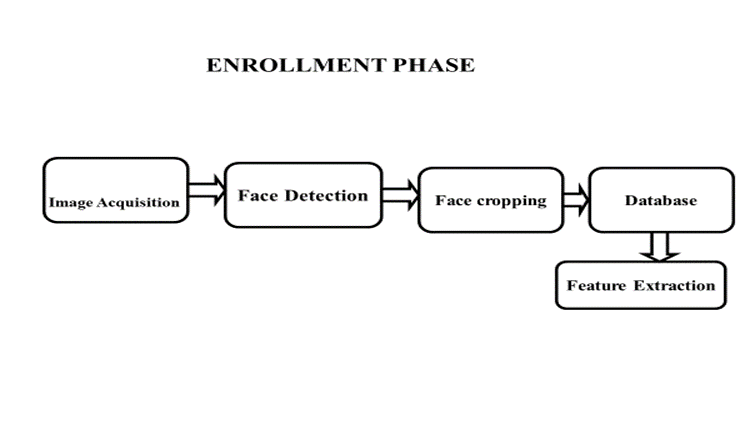 ENROLLMENT PHASE
Image Acquisition
Face Detection
Face cropping
Database
Feature Extraction